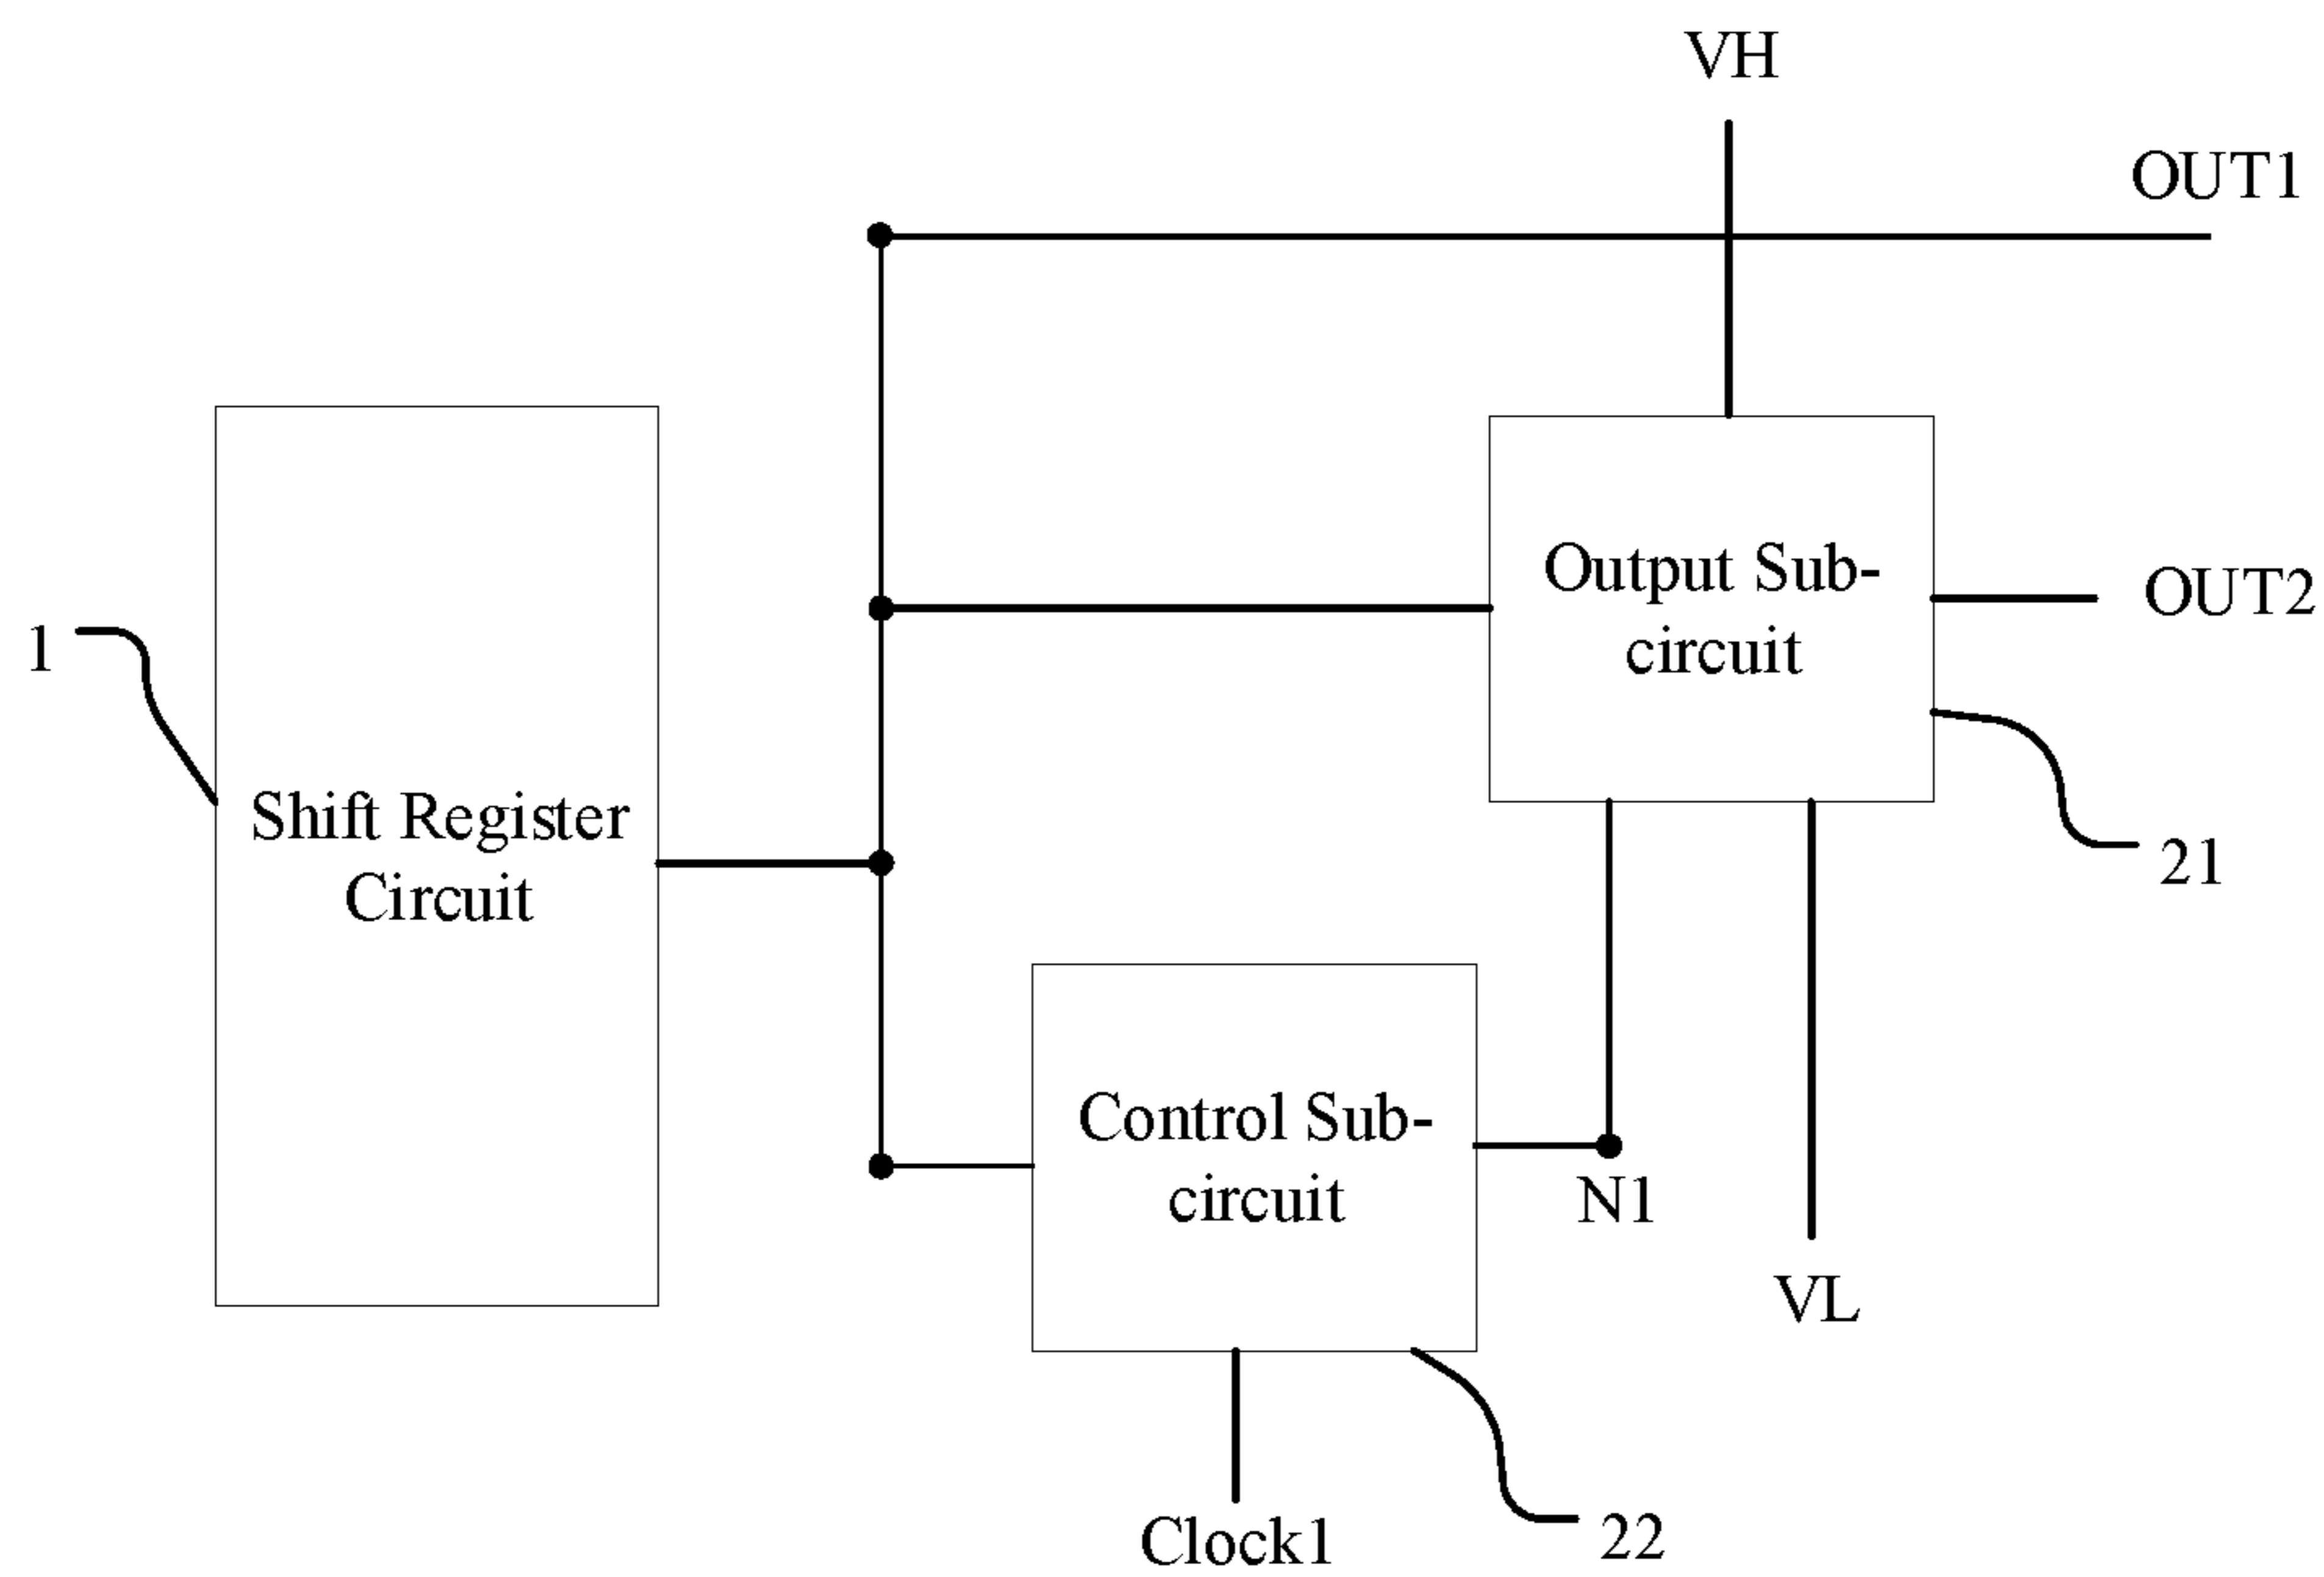 VH
OUT1
Output Sub-
circuit
OUT2
1
Shift Register
Circuit
21
Control Sub-
circuit
N1
VL
Clock1
22